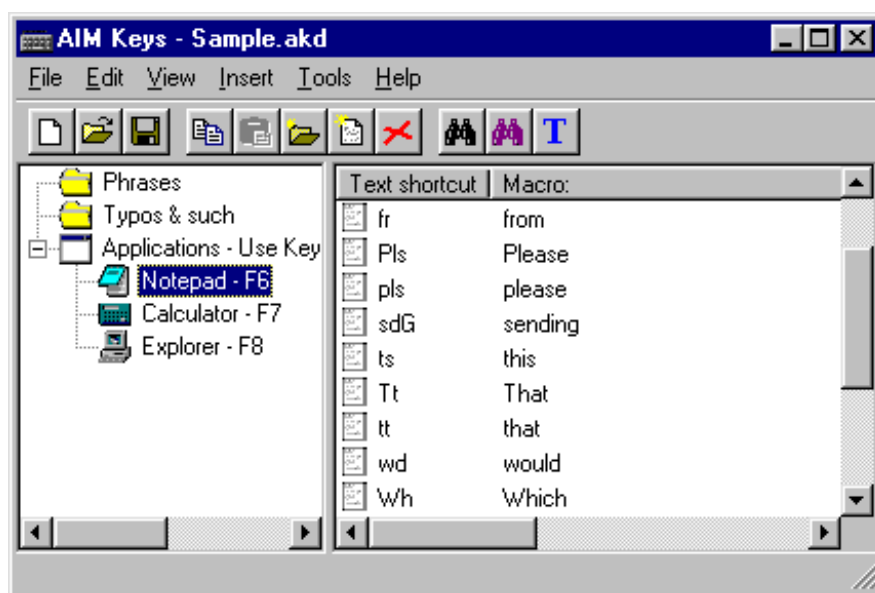 AIM Keys - Sample.akd
File Edit View Insert Tools Help
T
Phrases
Typos & such
Applications - Use Key
Notepad - F6
Calculator - F7
Explorer - F8
Text shortcut Macro:
fr from
Pls Please
pls please
sdG sending
ts this
Tt That
tt that
wd would
Wh Which